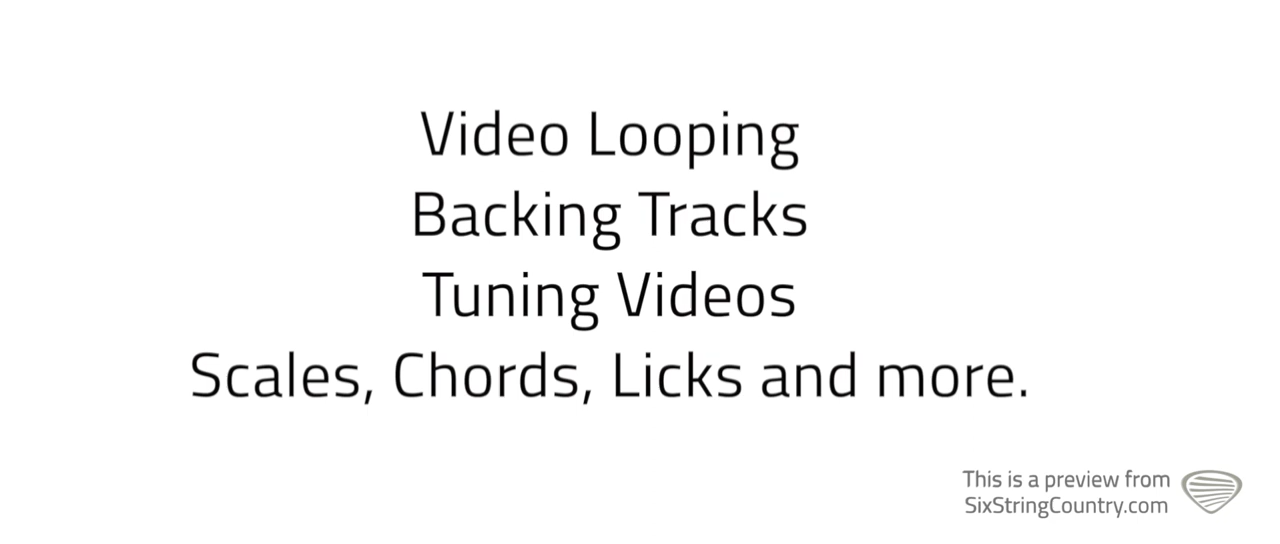 Video Looping
Backing Tracks
Tuning Videos
Scales, Chords, Licks and more.
This is a preview from
SixStringCountry.com